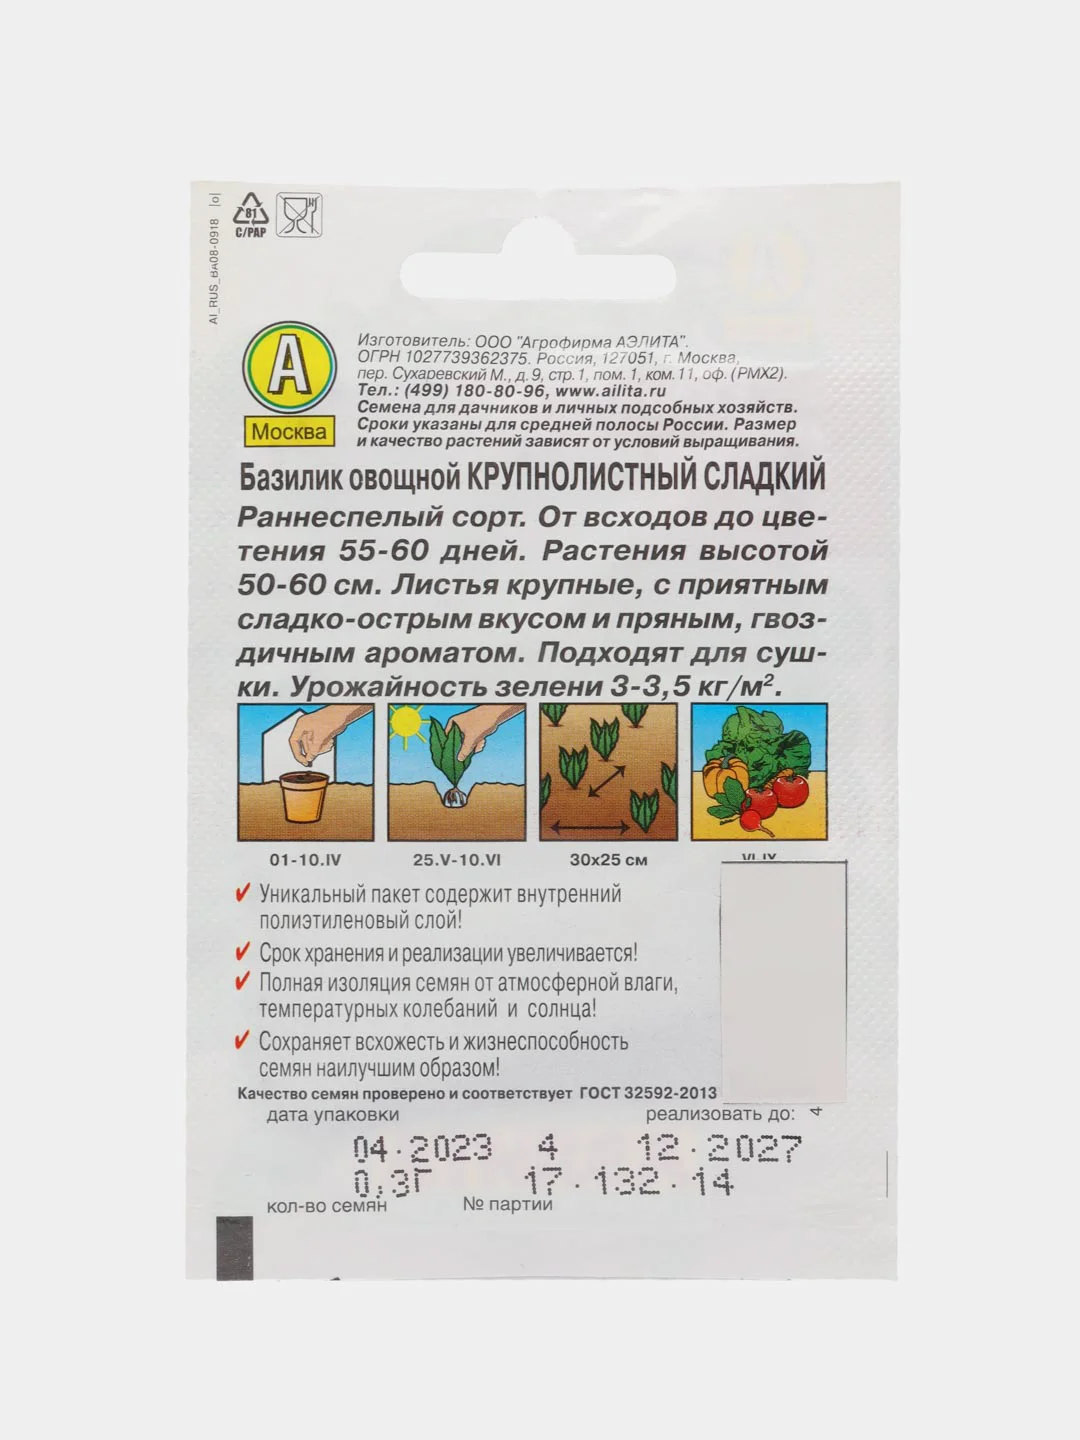 AI_RUS_BA08-0918 |o|
81
C/PAP
А
Москва
Изготовитель: ООО "Агрофирма АЭЛИТА".
ОГРН 1027739362375. Россия, 127051, г. Москва,
пер. Сухаревский М., д. 9, стр. 1, пом. 1, ком. 11, оф. (РМХ2).
Тел.: (499) 180-80-96, www.ailita.ru
Семена для дачников и личных подсобных хозяйств.
Сроки указаны для средней полосы России. Размер
и качество растений зависят от условий выращивания.
Базилик овощной КРУПНОЛИСТНЫЙ СЛАДКИЙ
Раннеспелый сорт. От всходов до цве-
тения 55-60 дней. Растения высотой
50-60 см. Листья крупные, с приятным
сладко-острым вкусом и пряным, гвоз-
дичным ароматом. Подходят для суш-
ки. Урожайность зелени 3-3,5 кг/м².
01-10.IV 25.V-10.VI 30х25 см VI-IX
Уникальный пакет содержит внутренний
полиэтиленовый слой!
Срок хранения и реализации увеличивается!
Полная изоляция семян от атмосферной влаги,
температурных колебаний и солнца!
Сохраняет всхожесть и жизнеспособность
семян наилучшим образом!
Качество семян проверено и соответствует ГОСТ 32592-2013
дата упаковки реализовать до: 4
04.2023 4 12.2027
0,3Г 17.132.14
кол-во семян № партии